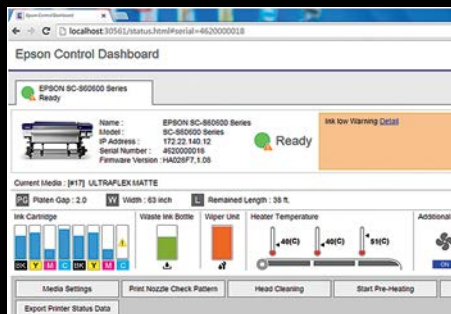 Epson Control Dashboard
localhost:30561/status.html#serial=4620000018
Epson Control Dashboard
EPSON SC-S60600 Series
Ready
Name : EPSON SC-S60600 Series
Model : SC-S60600 Series
IP Address : 172.22.140.12
Serial Number : 4620000018
Firmware Version : HA028F7,1.06
Ready
Ink low Warning Detail
Current Media : [#17] ULTRAFLEX MATTE
PG Platen Gap : 2.0 W Width : 63 inch L Remained Length : 36 ft.
Ink Cartridge Waste Ink Bottle Wiper Unit Heater Temperature Additional
40(C) 40(C) 51(C)
BK Y M C BK Y M C
ON
Media Settings Print Nozzle Check Pattern Head Cleaning Start Pre-Heating
Export Printer Status Data